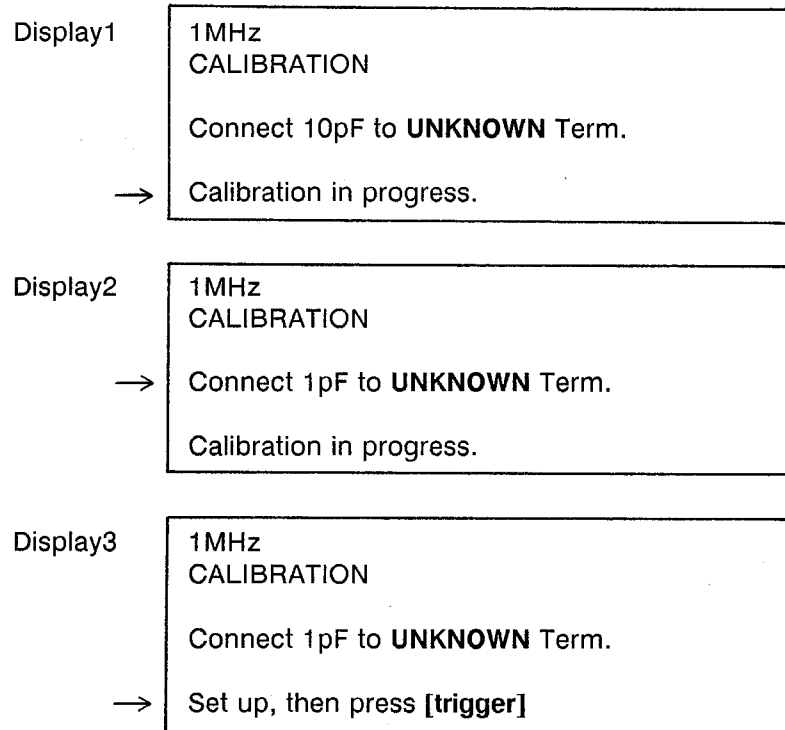 Display1
1MHz
CALIBRATION
Connect 10pF to UNKNOWN Term.
→ Calibration in progress.
Display2
1MHz
CALIBRATION
→ Connect 1pF to UNKNOWN Term.
Calibration in progress.
Display3
1MHz
CALIBRATION
Connect 1pF to UNKNOWN Term.
→ Set up, then press [trigger]